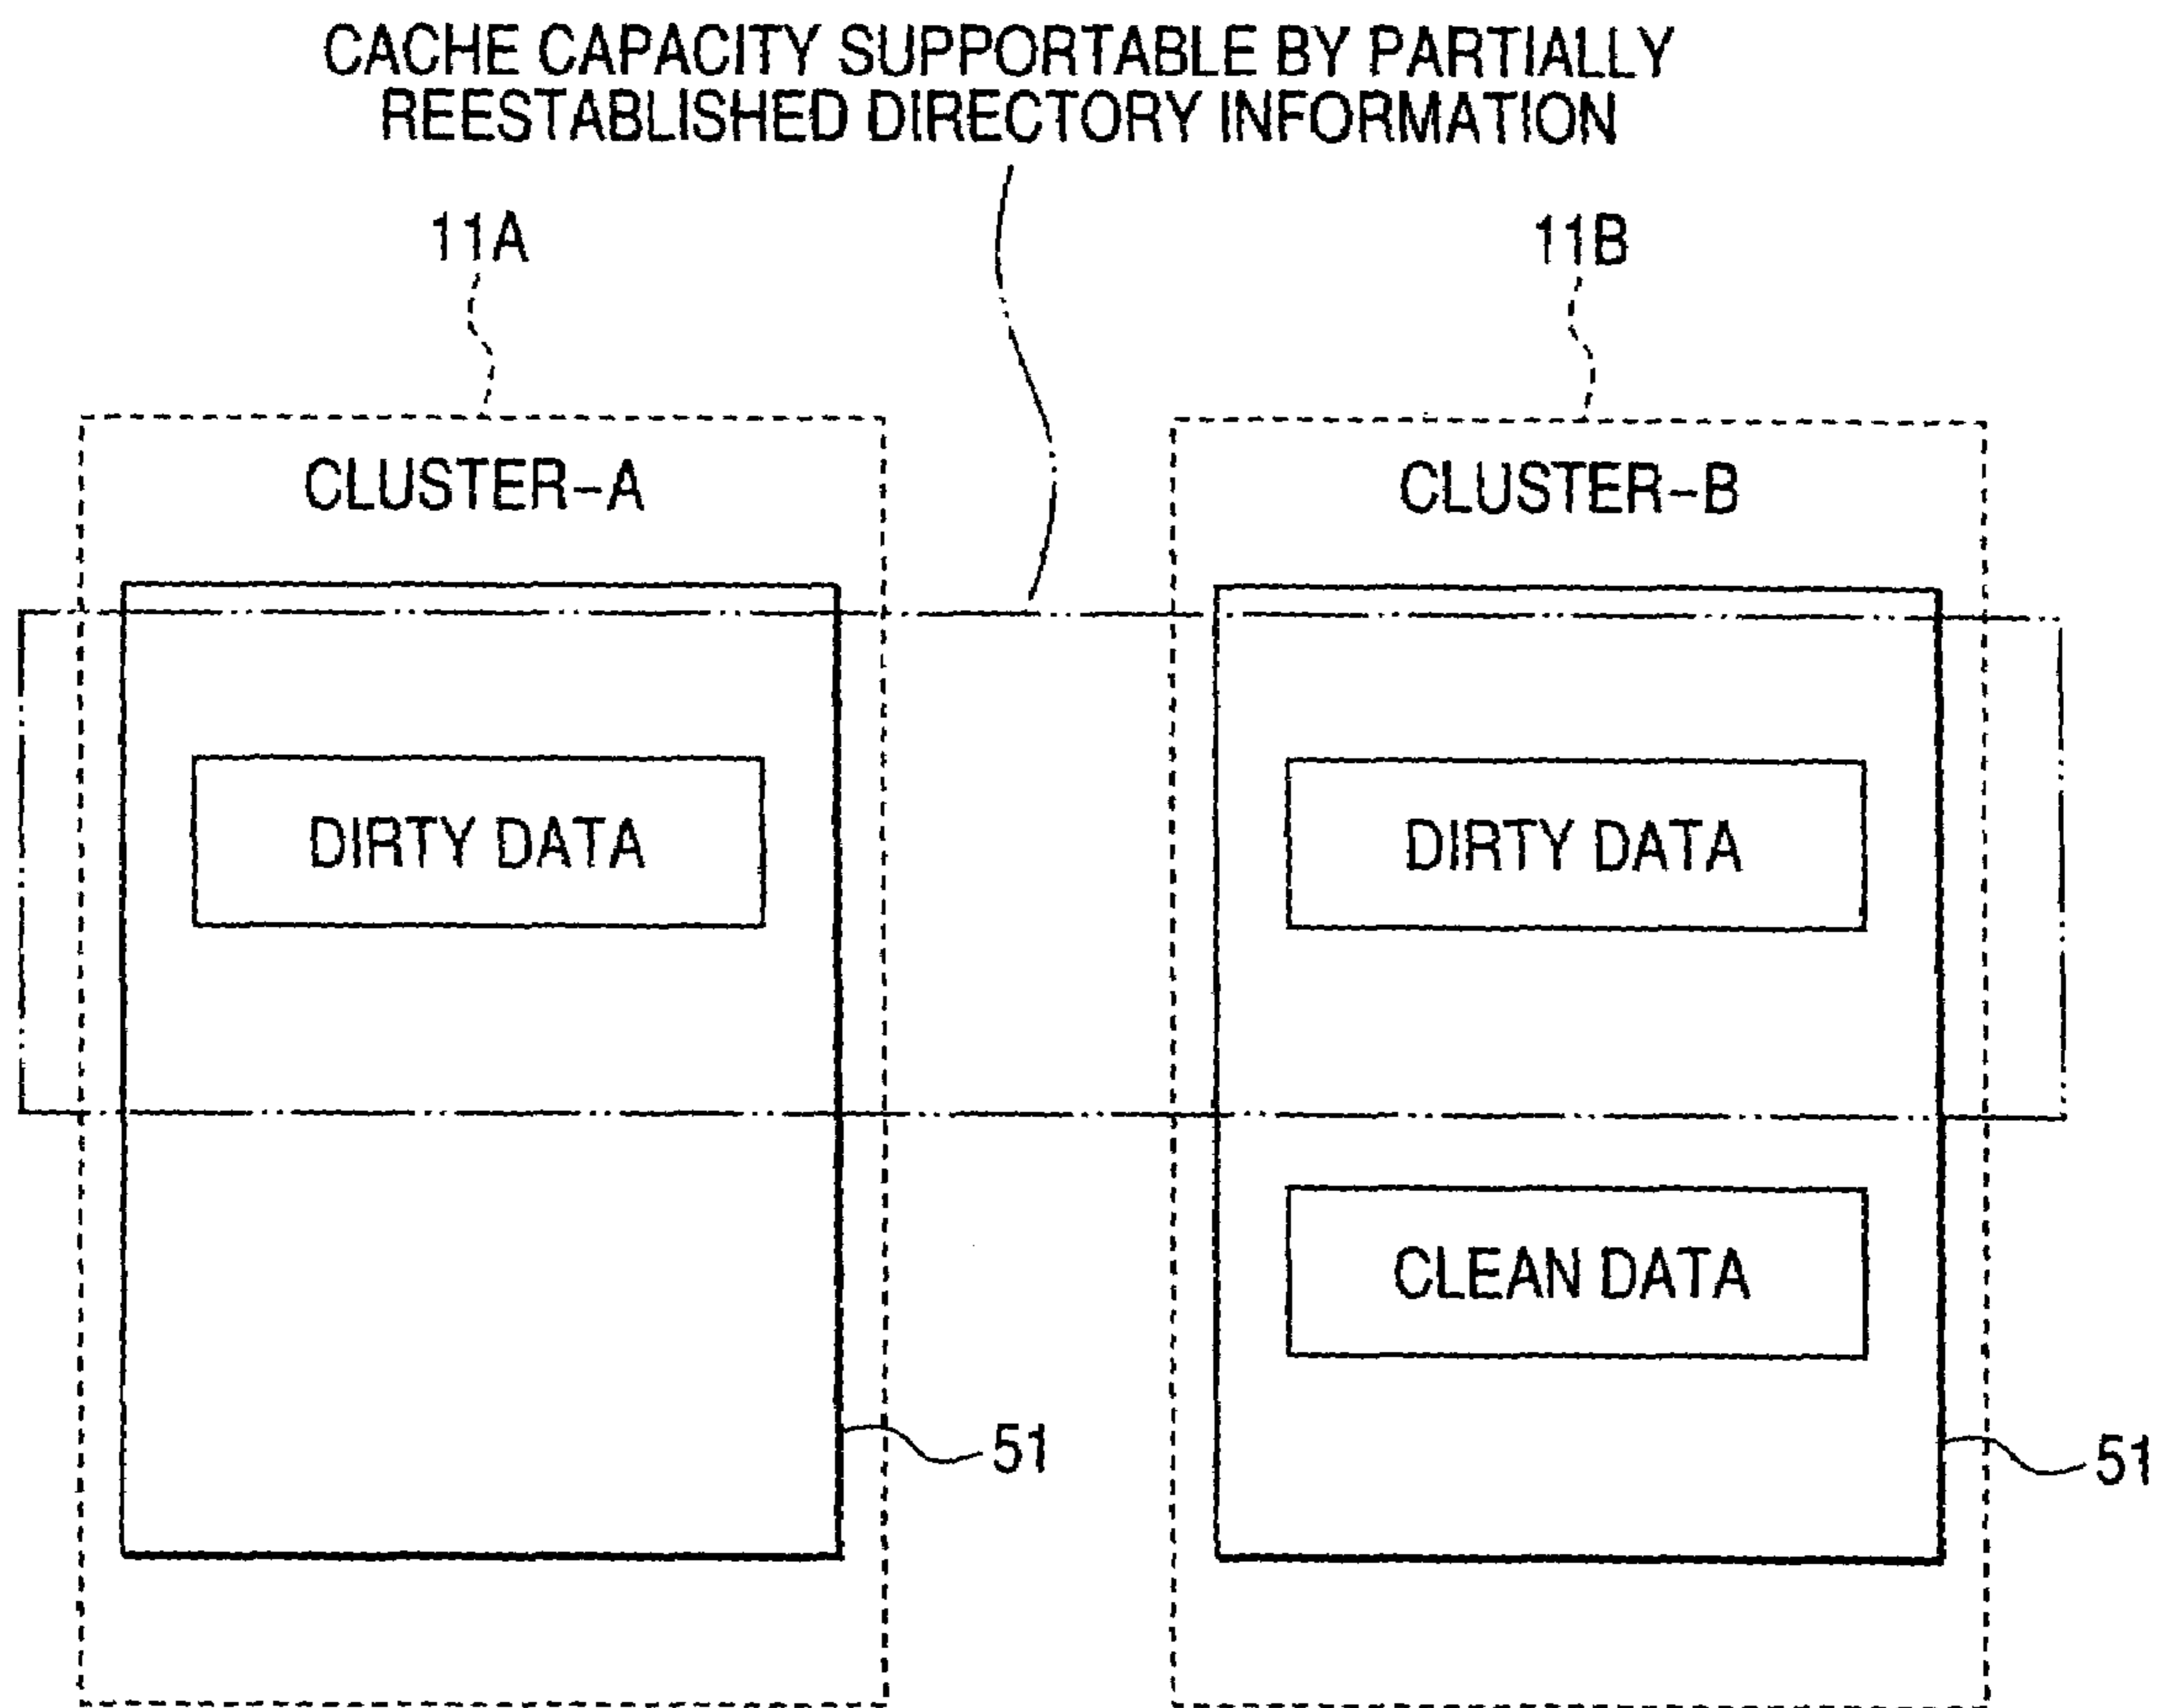 CACHE CAPACITY SUPPORTABLE BY PARTIALLY
REESTABLISHED DIRECTORY INFORMATION
11A
11B
CLUSTER-A
CLUSTER-B
DIRTY DATA
DIRTY DATA
CLEAN DATA
51
51